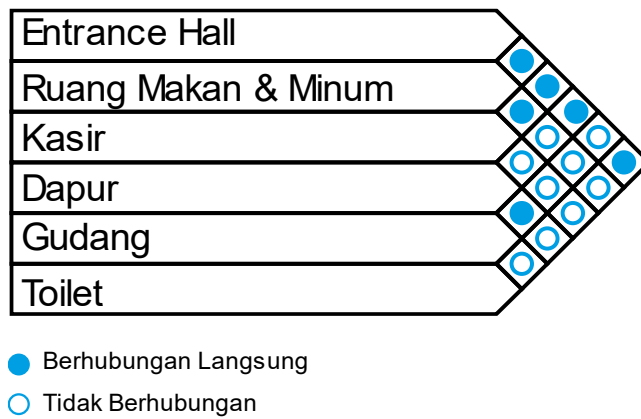 Entrance Hall
Ruang Makan & Minum
Kasir
Dapur
Gudang
Toilet
Berhubungan Langsung
Tidak Berhubungan